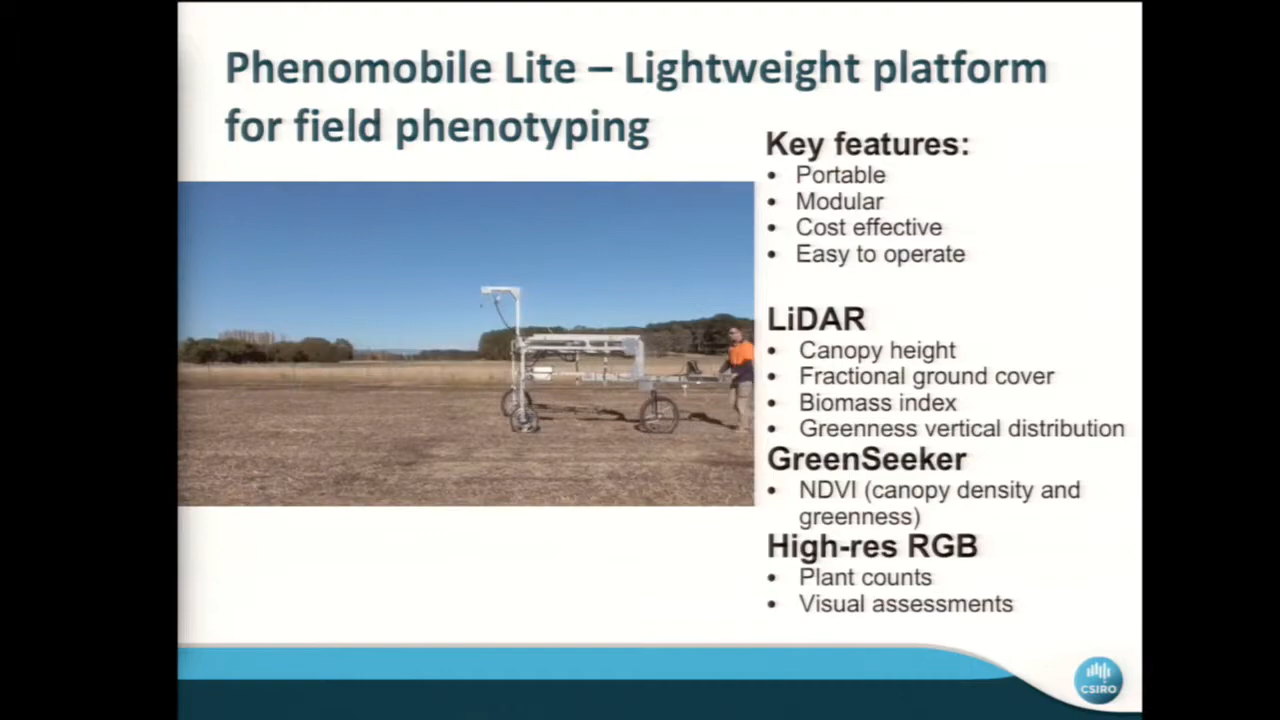 Phenomobile Lite – Lightweight platform
for field phenotyping
Key features:
• Portable
• Modular
• Cost effective
• Easy to operate
LiDAR
• Canopy height
• Fractional ground cover
• Biomass index
• Greenness vertical distribution
GreenSeeker
• NDVI (canopy density and
greenness)
High-res RGB
• Plant counts
• Visual assessments
CSIRO